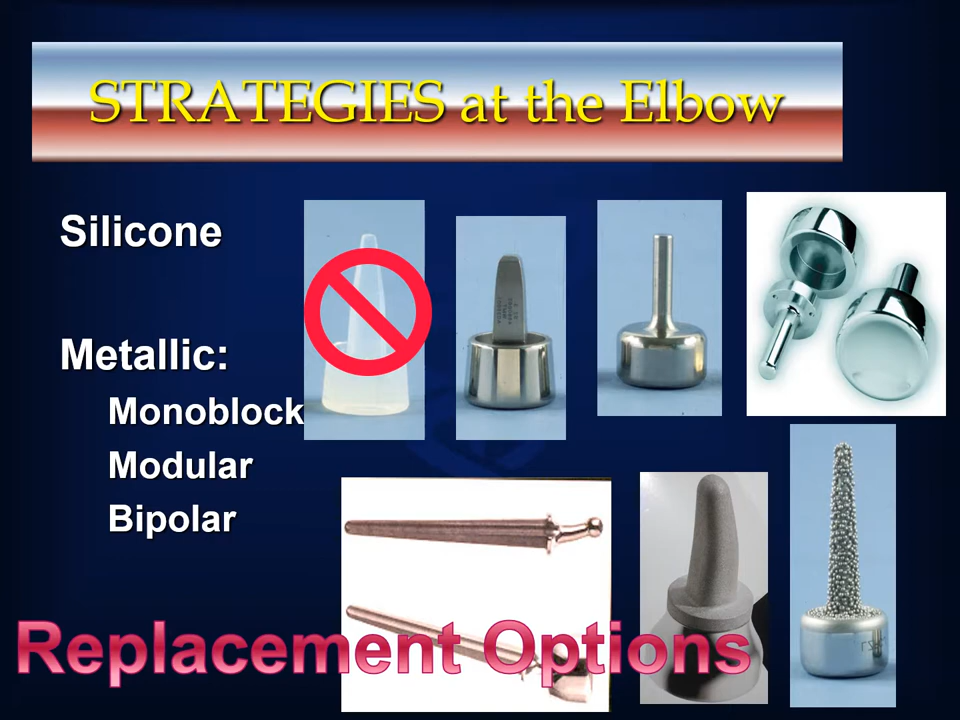 STRATEGIES at the Elbow
Silicone
Metallic:
Monoblock
Modular
Bipolar
Replacement Options